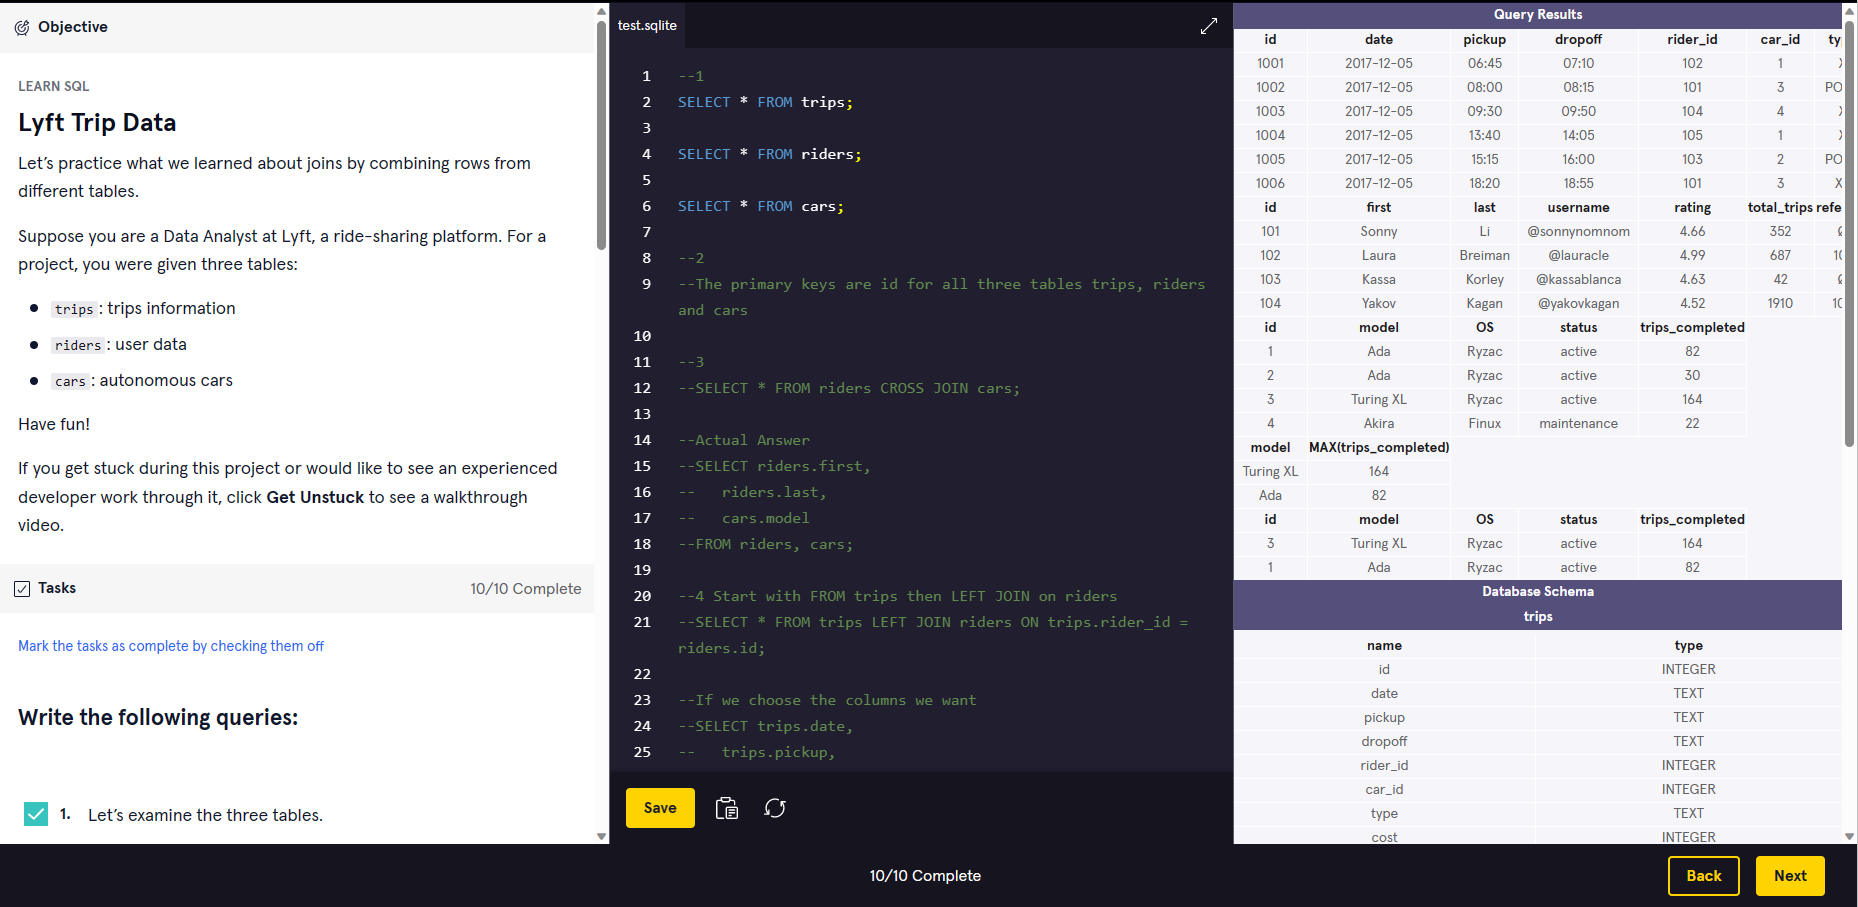 Objective
LEARN SQL
Lyft Trip Data
Let's practice what we learned about joins by combining rows from
different tables.
Suppose you are a Data Analyst at Lyft, a ride-sharing platform. For a
project, you were given three tables:
trips : trips information
riders : user data
cars : autonomous cars
Have fun!
If you get stuck during this project or would like to see an experienced
developer work through it, click Get Unstuck to see a walkthrough
video.
Tasks 10/10 Complete
Mark the tasks as complete by checking them off
Write the following queries:
1. Let's examine the three tables.
test.sqlite
1 --1
2 SELECT * FROM trips;
3
4 SELECT * FROM riders;
5
6 SELECT * FROM cars;
7
8 --2
9 --The primary keys are id for all three tables trips, riders
and cars
10
11 --3
12 --SELECT * FROM riders CROSS JOIN cars;
13
14 --Actual Answer
15 --SELECT riders.first,
16 -- riders.last,
17 -- cars.model
18 --FROM riders, cars;
19
20 --4 Start with FROM trips then LEFT JOIN on riders
21 --SELECT * FROM trips LEFT JOIN riders ON trips.rider_id =
riders.id;
22
23 --If we choose the columns we want
24 --SELECT trips.date,
25 -- trips.pickup,
Save
Query Results
id date pickup dropoff rider_id car_id ty
1001 2017-12-05 06:45 07:10 102 1
1002 2017-12-05 08:00 08:15 101 3 PO
1003 2017-12-05 09:30 09:50 104 4
1004 2017-12-05 13:40 14:05 105 1
1005 2017-12-05 15:15 16:00 103 2 PO
1006 2017-12-05 18:20 18:55 101 3 X
id first last username rating total_trips refe
101 Sonny Li @sonnynomnom 4.66 352
102 Laura Breiman @lauracle 4.99 687 10
103 Kassa Korley @kassablanca 4.63 42
104 Yakov Kagan @yakovkagan 4.52 1910 10
id model OS status trips_completed
1 Ada Ryzac active 82
2 Ada Ryzac active 30
3 Turing XL Ryzac active 164
4 Akira Finux maintenance 22
model MAX(trips_completed)
Turing XL 164
Ada 82
id model OS status trips_completed
3 Turing XL Ryzac active 164
1 Ada Ryzac active 82
Database Schema
trips
name type
id INTEGER
date TEXT
pickup TEXT
dropoff TEXT
rider_id INTEGER
car_id INTEGER
type TEXT
cost INTEGER
10/10 Complete
Back
Next